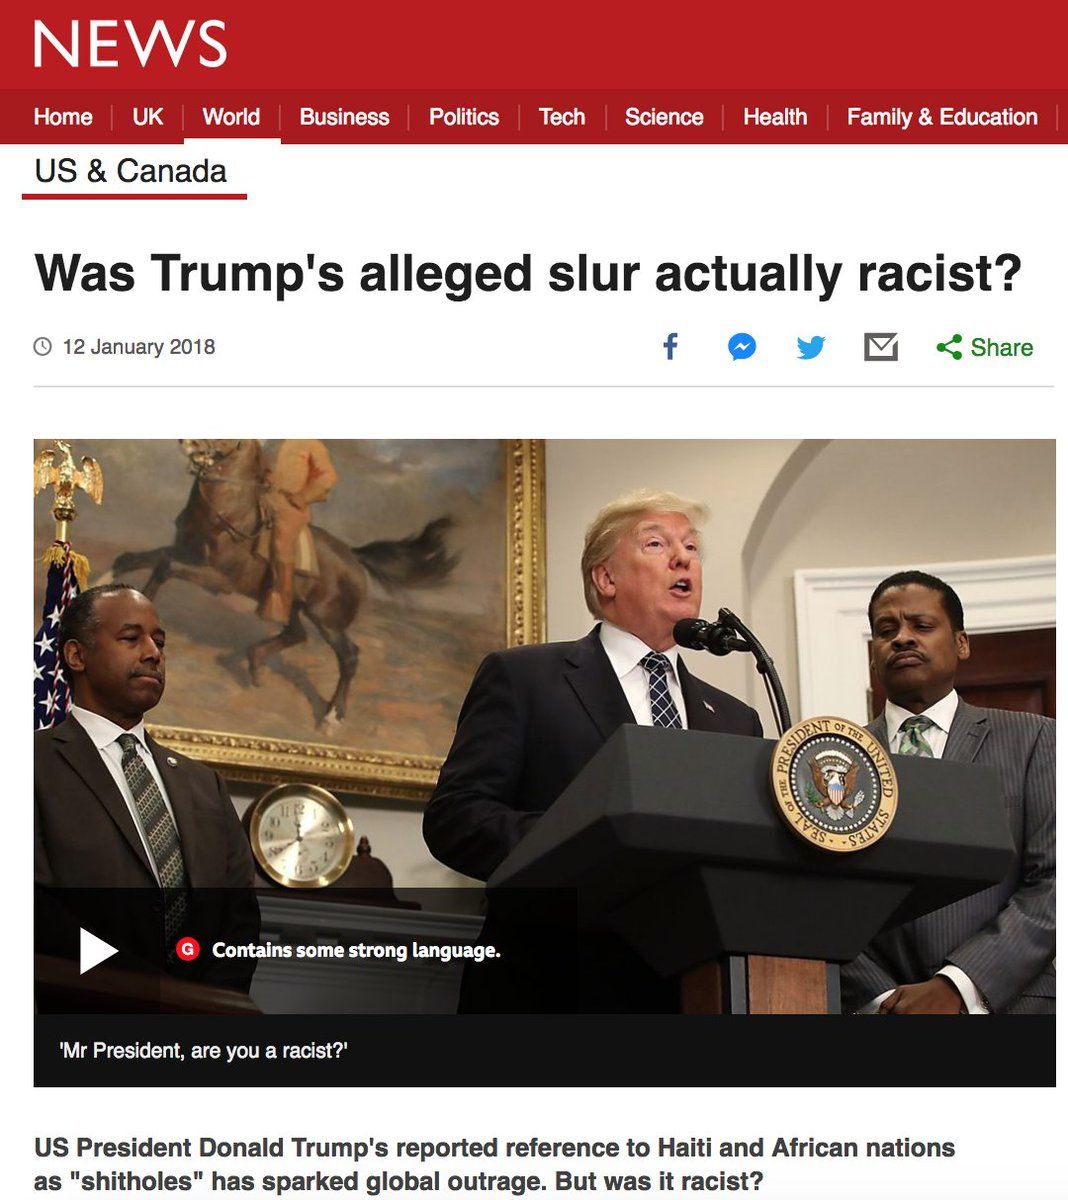 NEWS
Home UK World Business Politics Tech Science Health Family & Education
US & Canada
Was Trump's alleged slur actually racist?
12 January 2018 Share
SEAL OF THE PRESIDENT OF THE UNITED STATES
G Contains some strong language.
'Mr President, are you a racist?'
US President Donald Trump's reported reference to Haiti and African nations
as "shitholes" has sparked global outrage. But was it racist?